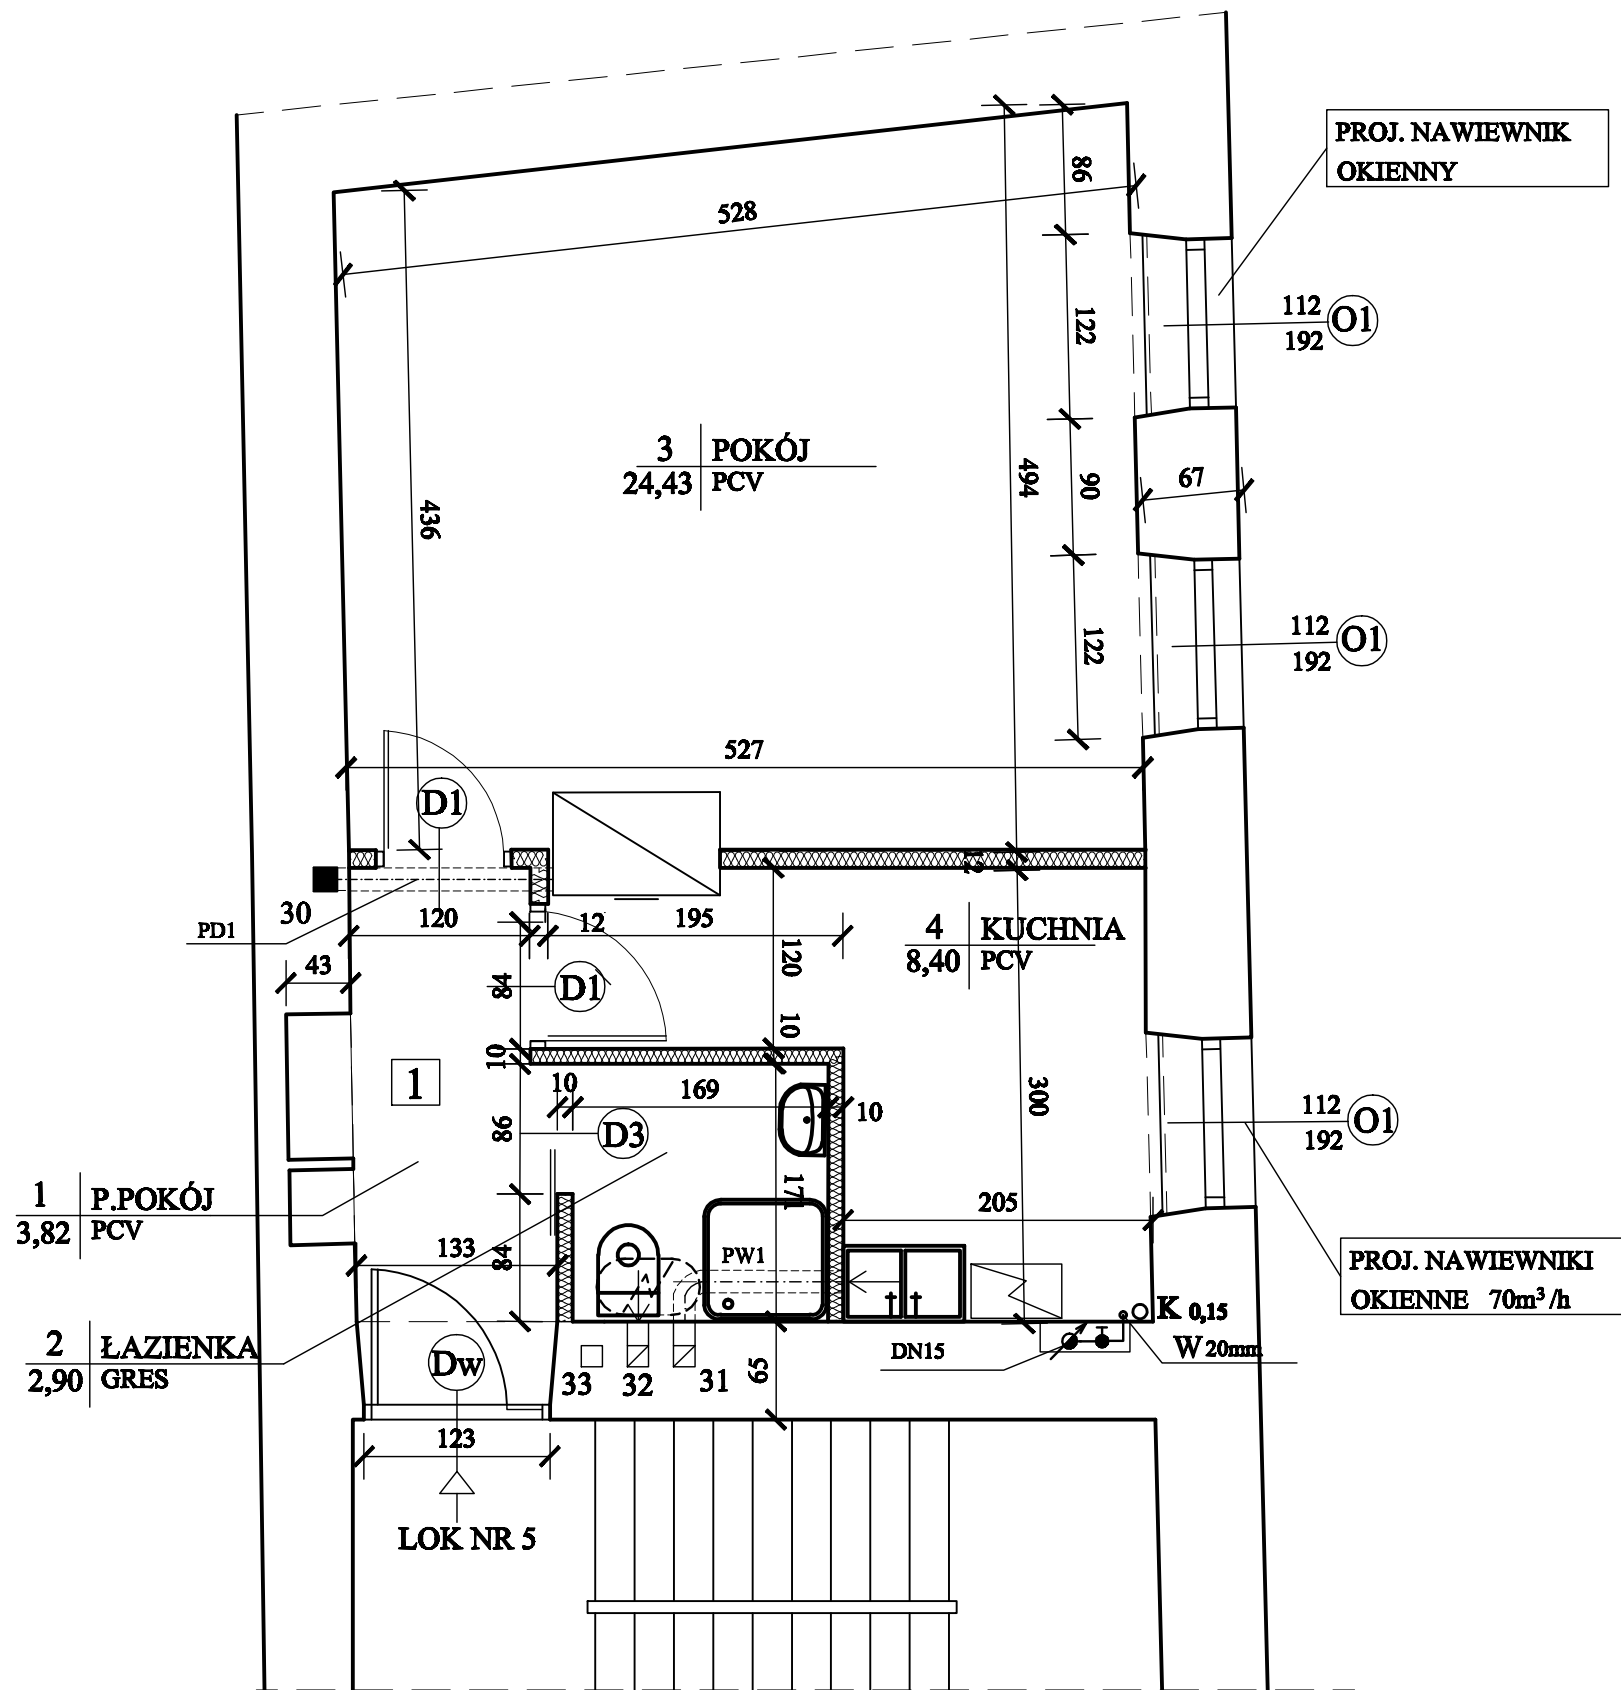 PROJ. NAWIEWNIK
OKIENNY
86
528
122
112
192
O1
3
POKÓJ
24,43
PCV
494
90
67
436
122
112
192
O1
527
D1
12
30
PD1
120
12
195
4
KUCHNIA
8,40
PCV
43
84
D1
120
10
10
1
10
169
10
300
112
192
O1
86
D3
171
1
P.POKÓJ
3,82
PCV
205
133
84
PW1
PROJ. NAWIEWNIKI
OKIENNE 70m³/h
K 0,15
W 20mm
DN15
2
ŁAZIENKA
2,90
GRES
Dw
33
32
31
65
123
LOK NR 5